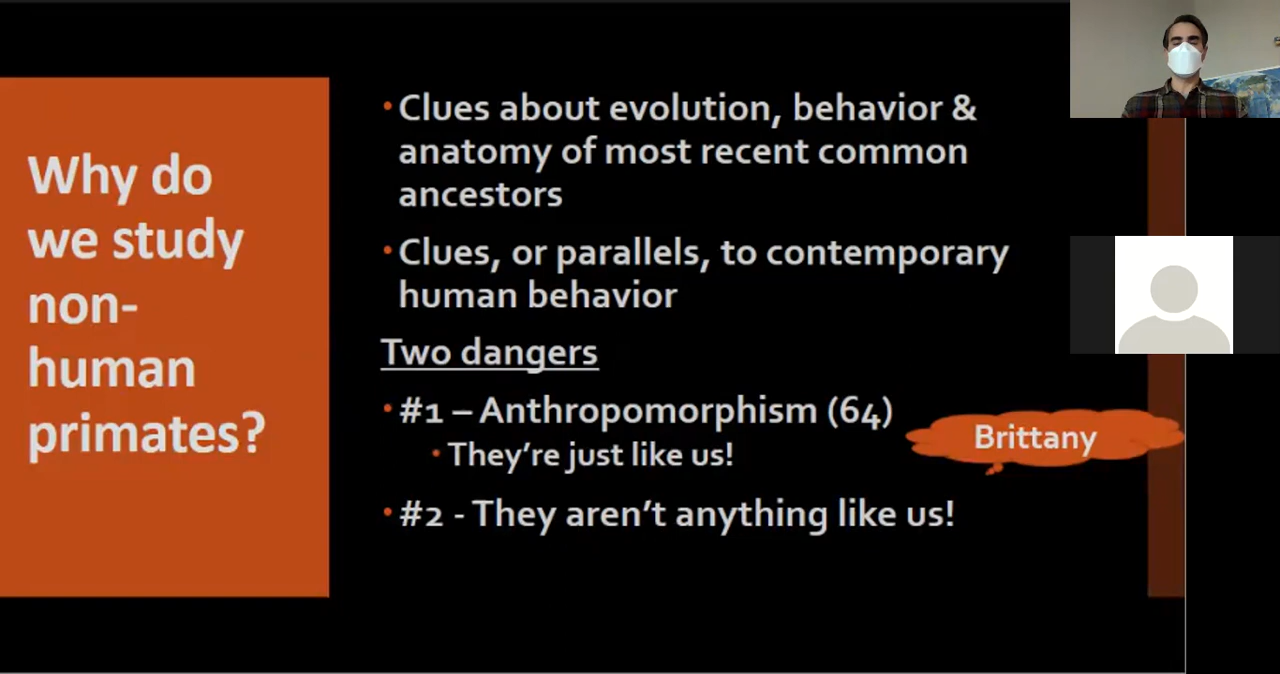 Why do
we study
non-
human
primates?
• Clues about evolution, behavior &
anatomy of most recent common
ancestors
• Clues, or parallels, to contemporary
human behavior
Two dangers
• #1 – Anthropomorphism (64)
• They’re just like us!
Brittany
• #2 - They aren’t anything like us!